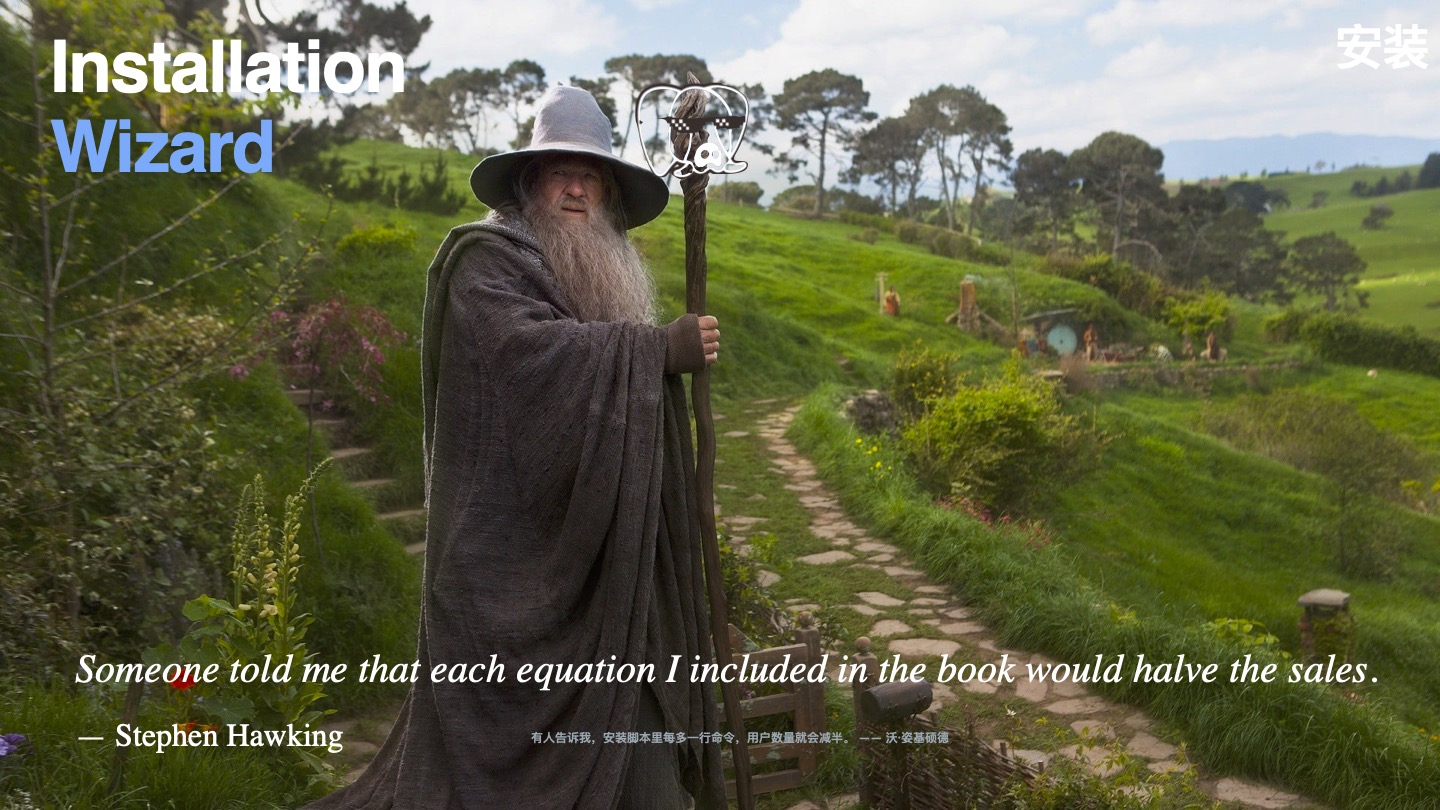 Installation
Wizard
安装
Someone told me that each equation I included in the book would halve the sales.
— Stephen Hawking
有人告诉我，安装脚本里每多一行命令，用户数量就会减半。 —— 沃·姿基硕德